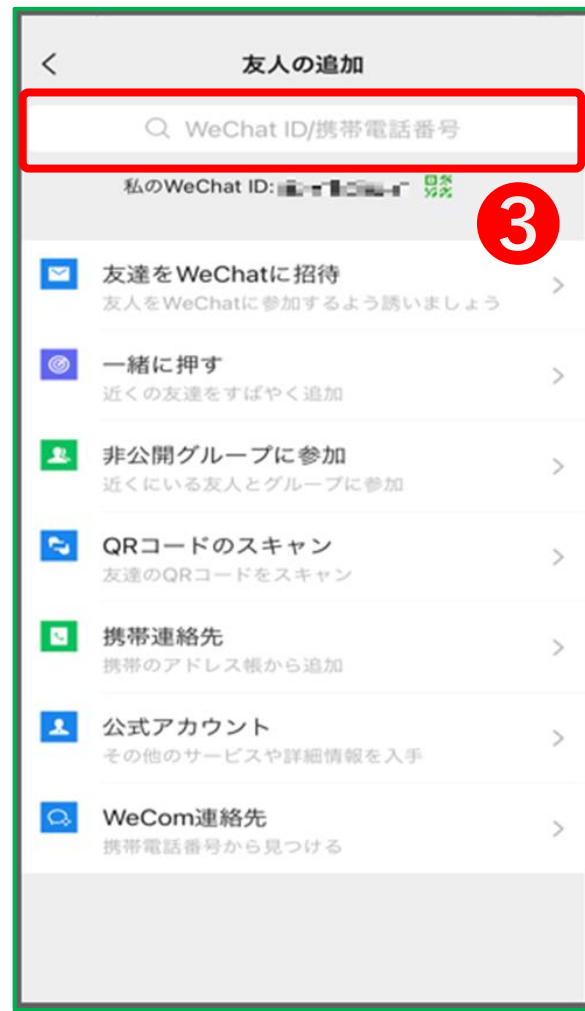 友人の追加
WeChat ID/携帯電話番号
私のWeChat ID:
3
友達をWeChatに招待
友人をWeChatに参加するよう誘いましょう
一緒に押す
近くの友達をすばやく追加
非公開グループに参加
近くにいる友人とグループに参加
QRコードのスキャン
友達のQRコードをスキャン
携帯連絡先
携帯のアドレス帳から追加
公式アカウント
その他のサービスや詳細情報を入手
WeCom連絡先
携帯電話番号から見つける